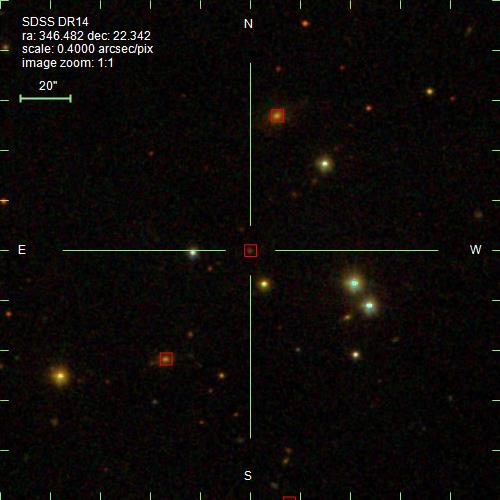 SDSS DR14
ra: 346.482 dec: 22.342
scale: 0.4000 arcsec/pix
image zoom: 1:1
20"
N
E
W
S